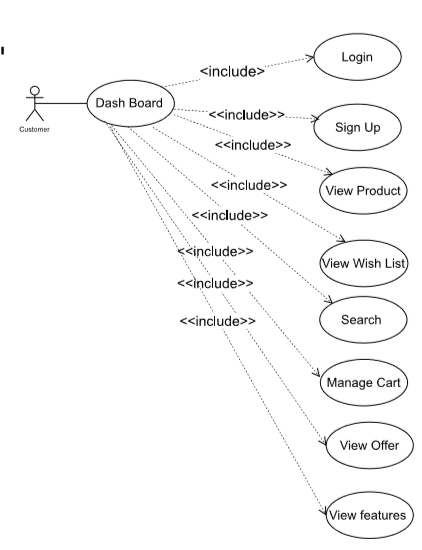 Login
<include>
Dash Board
<<include>>
Sign Up
Customer
<<include>>
View Product
<<include>>
<<include>>
<<include>>
View Wish List
<<include>>
Search
<<include>>
Manage Cart
View Offer
View features